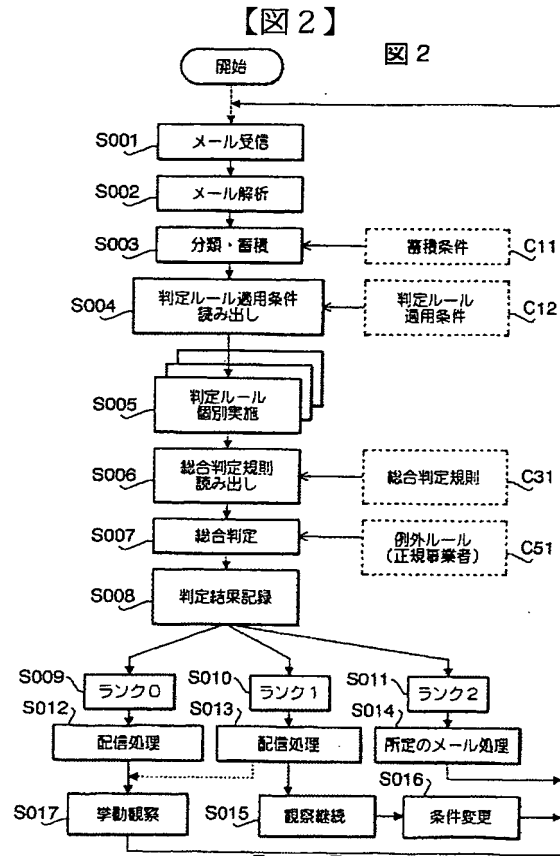 【図２】
図２
開始
S001
メール受信
S002
メール解析
S003
分類・蓄積
蓄積条件
C11
S004
判定ルール適用条件
読み出し
判定ルール
適用条件
C12
S005
判定ルール
個別実施
S006
総合判定規則
読み出し
総合判定規則
C31
S007
総合判定
例外ルール
(正規事業者)
C51
S008
判定結果記録
S009
ランク０
S010
ランク１
S011
ランク２
S012
配信処理
S013
配信処理
S014
所定のメール処理
S017
挙動観察
S015
観察継続
S016
条件変更